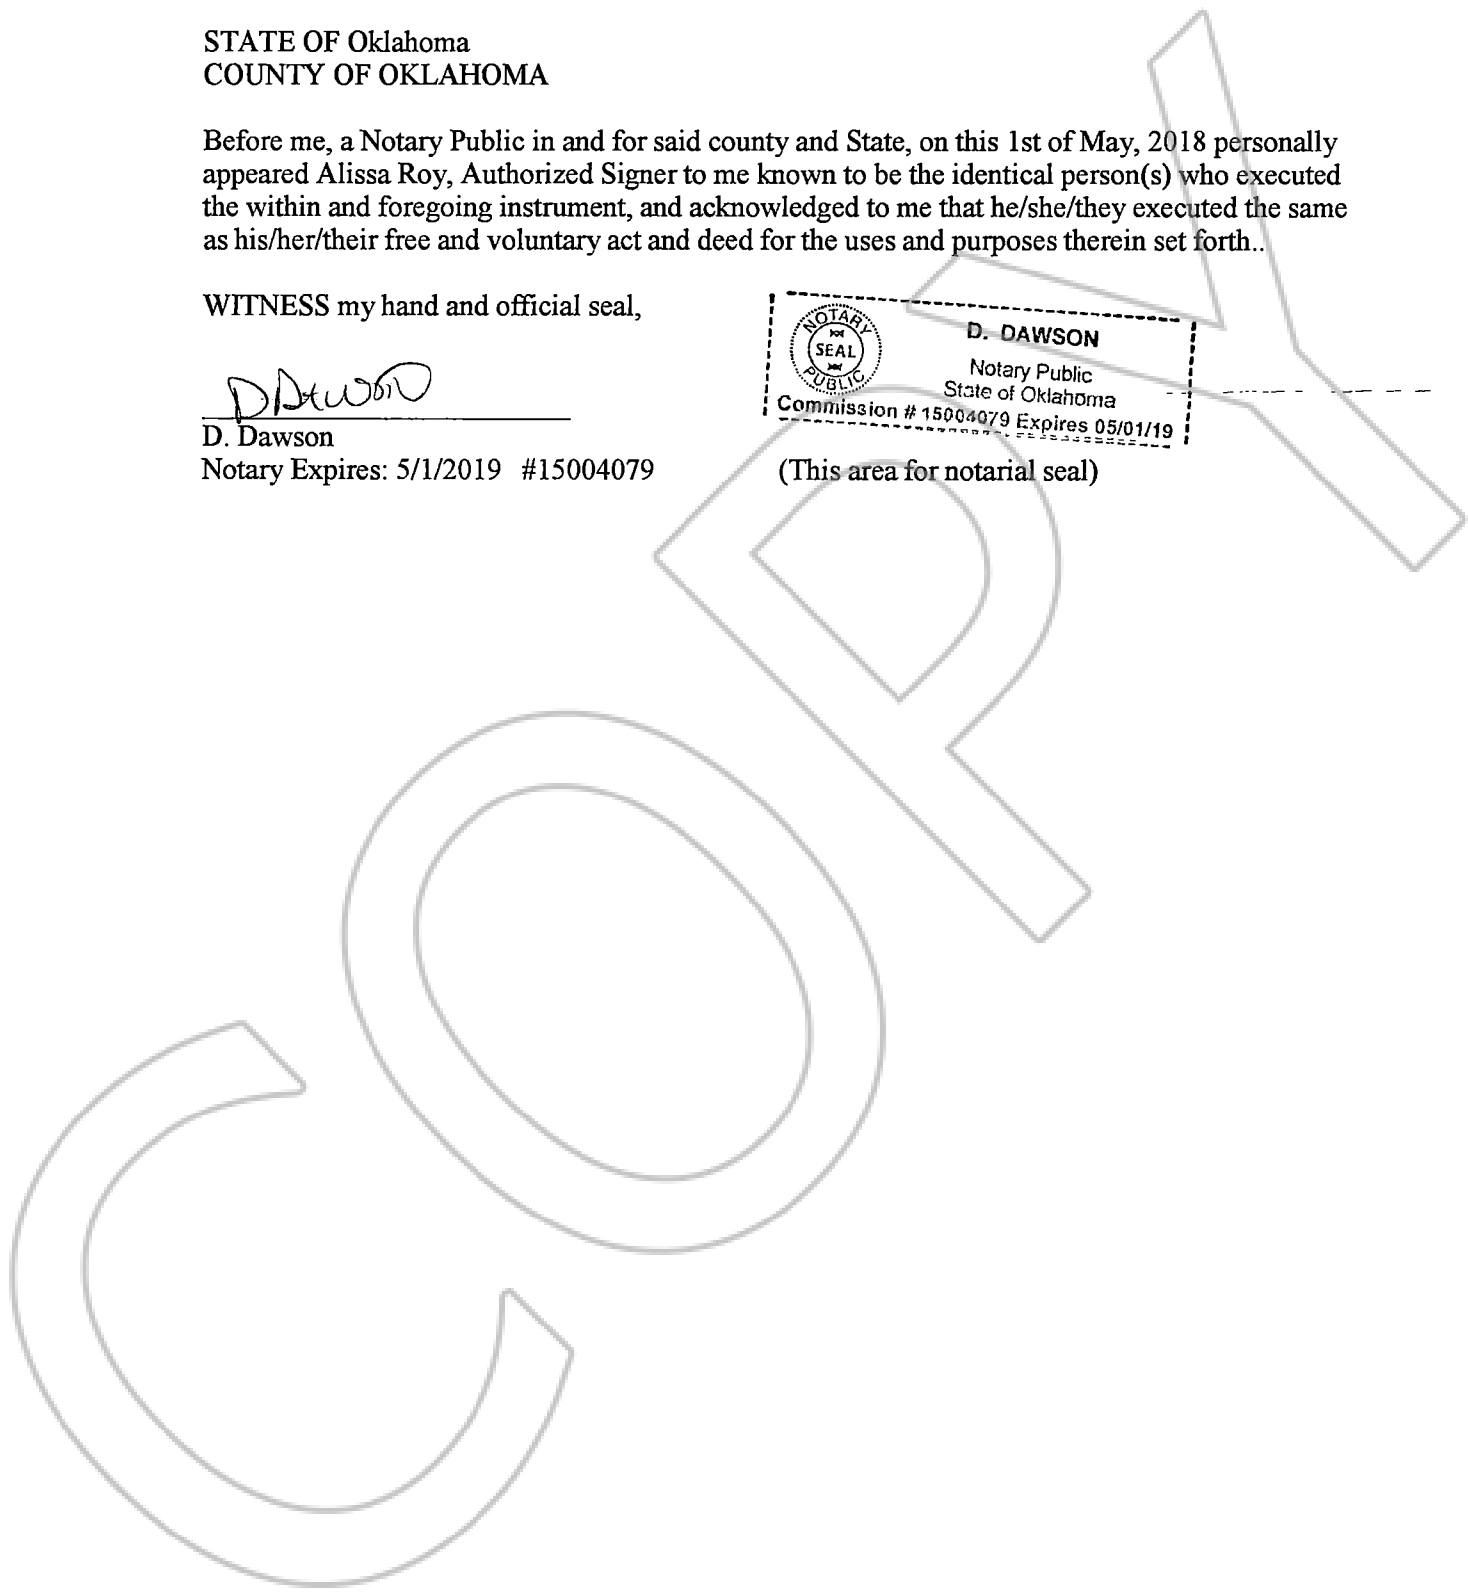 STATE OF Oklahoma
COUNTY OF OKLAHOMA
Before me, a Notary Public in and for said county and State, on this 1st of May, 2018 personally
appeared Alissa Roy, Authorized Signer to me known to be the identical person(s) who executed
the within and foregoing instrument, and acknowledged to me that he/she/they executed the same
as his/her/their free and voluntary act and deed for the uses and purposes therein set forth..
WITNESS my hand and official seal,
NOTARY
SEAL
PUBLIC
D. DAWSON
Notary Public
State of Oklahoma
Commission # 15004079 Expires 05/01/19
D Dawson
D. Dawson
Notary Expires: 5/1/2019 #15004079
(This area for notarial seal)
COPY